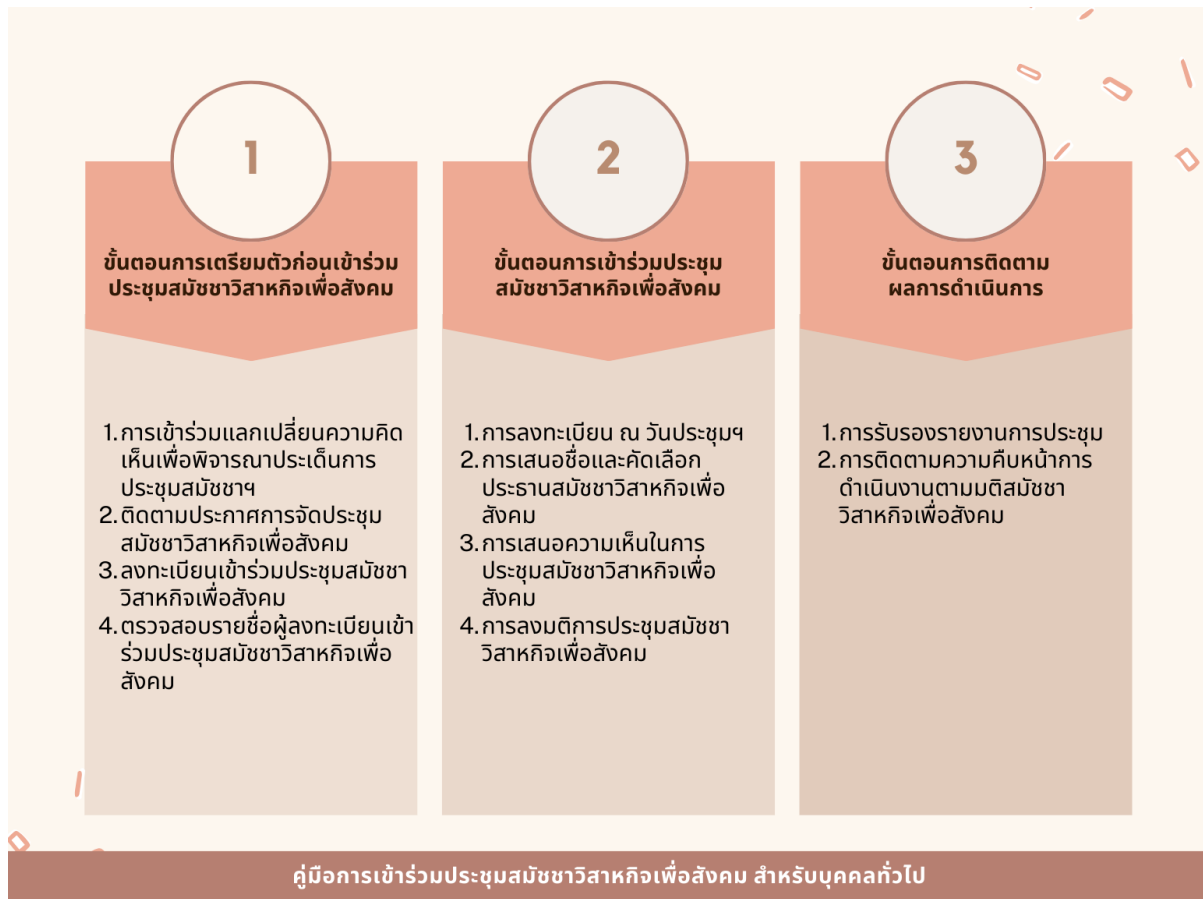 1
ขั้นตอนการเตรียมตัวก่อนเข้าร่วม
ประชุมสมัชชาวิสาหกิจเพื่อสังคม
1.การเข้าร่วมแลกเปลี่ยนความคิด
เห็นเพื่อพิจารณาประเด็นการ
ประชุมสมัชชาฯ
2.ติดตามประกาศการจัดประชุม
สมัชชาวิสาหกิจเพื่อสังคม
3.ลงทะเบียนเข้าร่วมประชุมสมัชชา
วิสาหกิจเพื่อสังคม
4.ตรวจสอบรายชื่อผู้ลงทะเบียนเข้า
ร่วมประชุมสมัชชาวิสาหกิจเพื่อ
สังคม
2
ขั้นตอนการเข้าร่วมประชุม
สมัชชาวิสาหกิจเพื่อสังคม
1.การลงทะเบียน ณ วันประชุมฯ
2.การเสนอชื่อและคัดเลือก
ประธานสมัชชาวิสาหกิจเพื่อ
สังคม
3.การเสนอความเห็นในการ
ประชุมสมัชชาวิสาหกิจเพื่อ
สังคม
4.การลงมติการประชุมสมัชชา
วิสาหกิจเพื่อสังคม
3
ขั้นตอนการติดตาม
ผลการดำเนินการ
1.การรับรองรายงานการประชุม
2.การติดตามความคืบหน้าการ
ดำเนินงานตามมติสมัชชา
วิสาหกิจเพื่อสังคม
คู่มือการเข้าร่วมประชุมสมัชชาวิสาหกิจเพื่อสังคม สำหรับบุคคลทั่วไป